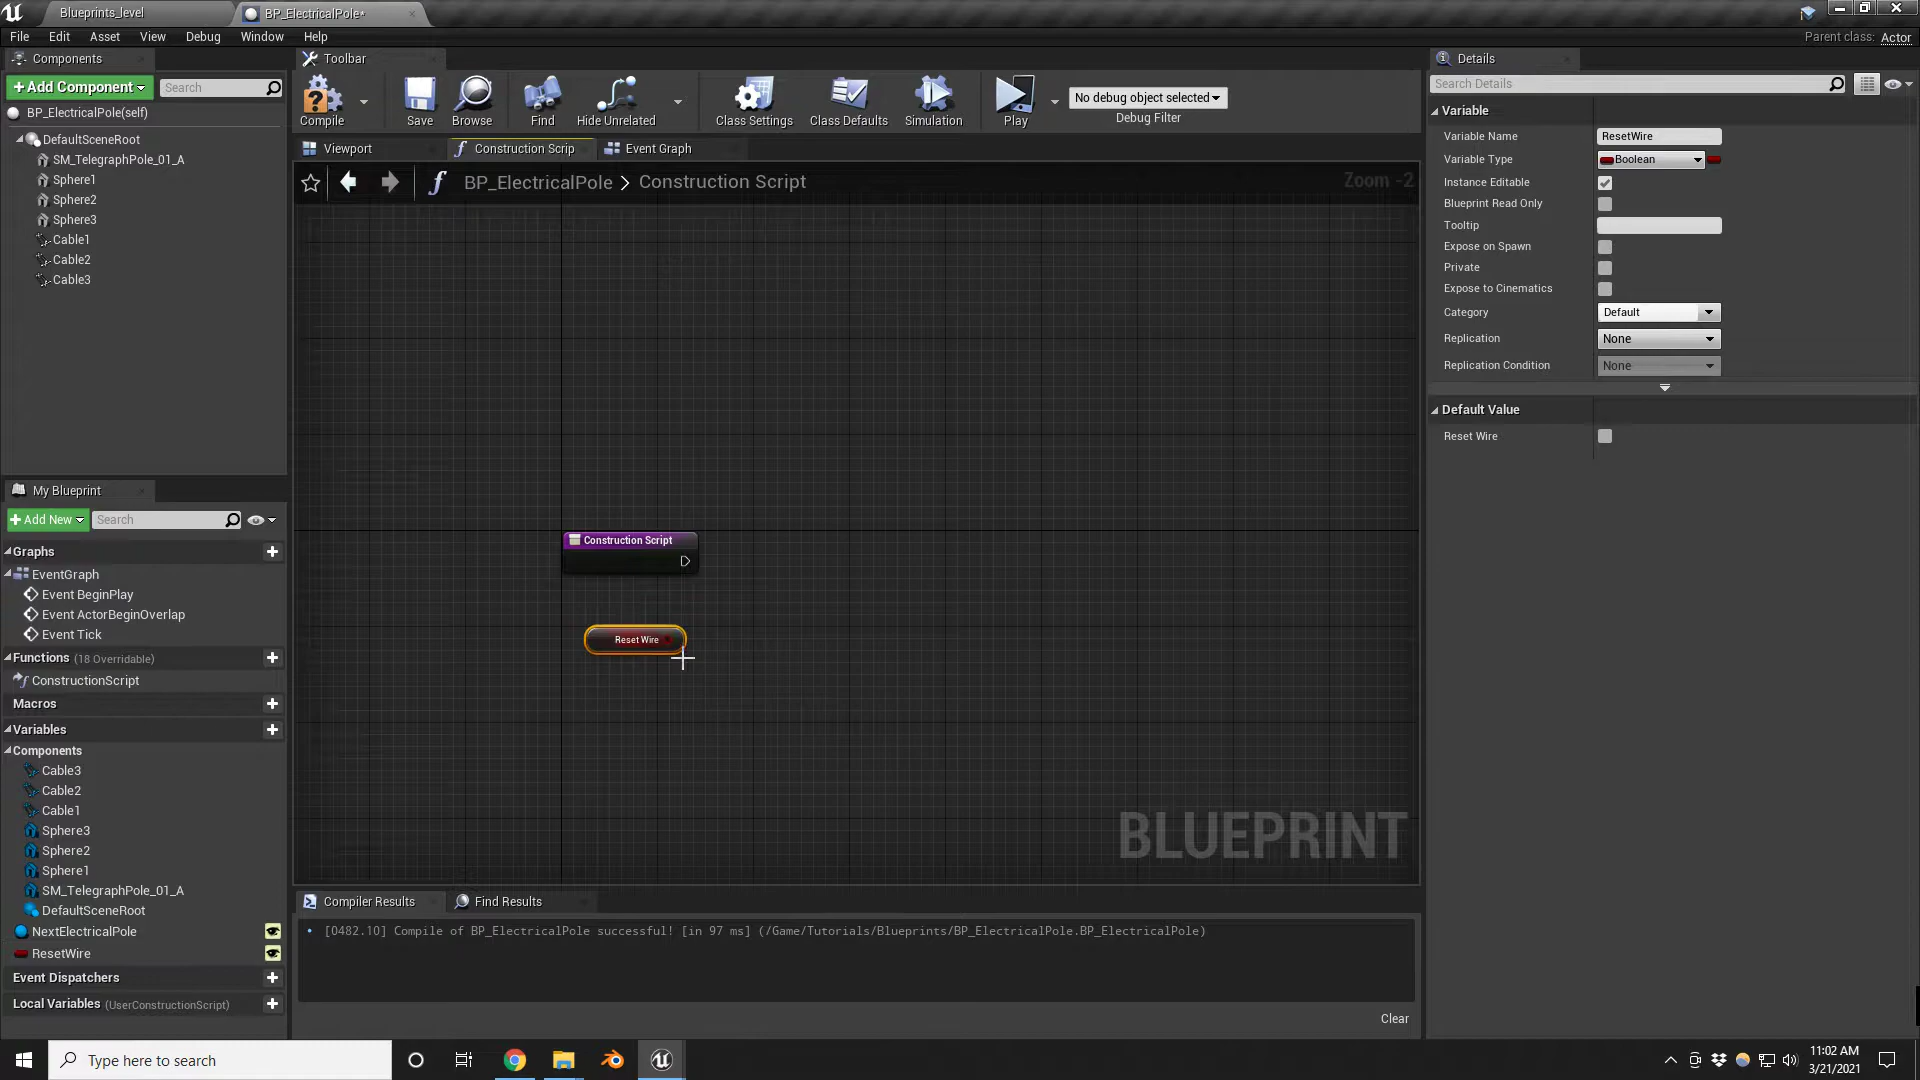 Blueprints_level
BP_ElectricalPole*
File Edit Asset View Debug Window Help
Parent class: Actor
Components
+Add Component
Search
BP_ElectricalPole(self)
DefaultSceneRoot
SM_TelegraphPole_01_A
Sphere1
Sphere2
Sphere3
Cable1
Cable2
Cable3
My Blueprint
+Add New
Search
Graphs
EventGraph
Event BeginPlay
Event ActorBeginOverlap
Event Tick
Functions (18 Overridable)
ConstructionScript
Macros
Variables
Components
Cable3
Cable2
Cable1
Sphere3
Sphere2
Sphere1
SM_TelegraphPole_01_A
DefaultSceneRoot
NextElectricalPole
ResetWire
Event Dispatchers
Local Variables (UserConstructionScript)
Toolbar
Compile
Save
Browse
Find
Hide Unrelated
Class Settings
Class Defaults
Simulation
Play
No debug object selected
Debug Filter
Viewport
Construction Scrip
Event Graph
BP_ElectricalPole > Construction Script
Zoom -2
Construction Script
Reset Wire
BLUEPRINT
Compiler Results
Find Results
[0482.10] Compile of BP_ElectricalPole successful! [in 97 ms] (/Game/Tutorials/Blueprints/BP_ElectricalPole.BP_ElectricalPole)
Clear
Details
Search Details
Variable
Variable Name ResetWire
Variable Type Boolean
Instance Editable
Blueprint Read Only
Tooltip
Expose on Spawn
Private
Expose to Cinematics
Category Default
Replication None
Replication Condition None
Default Value
Reset Wire
Type here to search
11:02 AM
3/21/2021